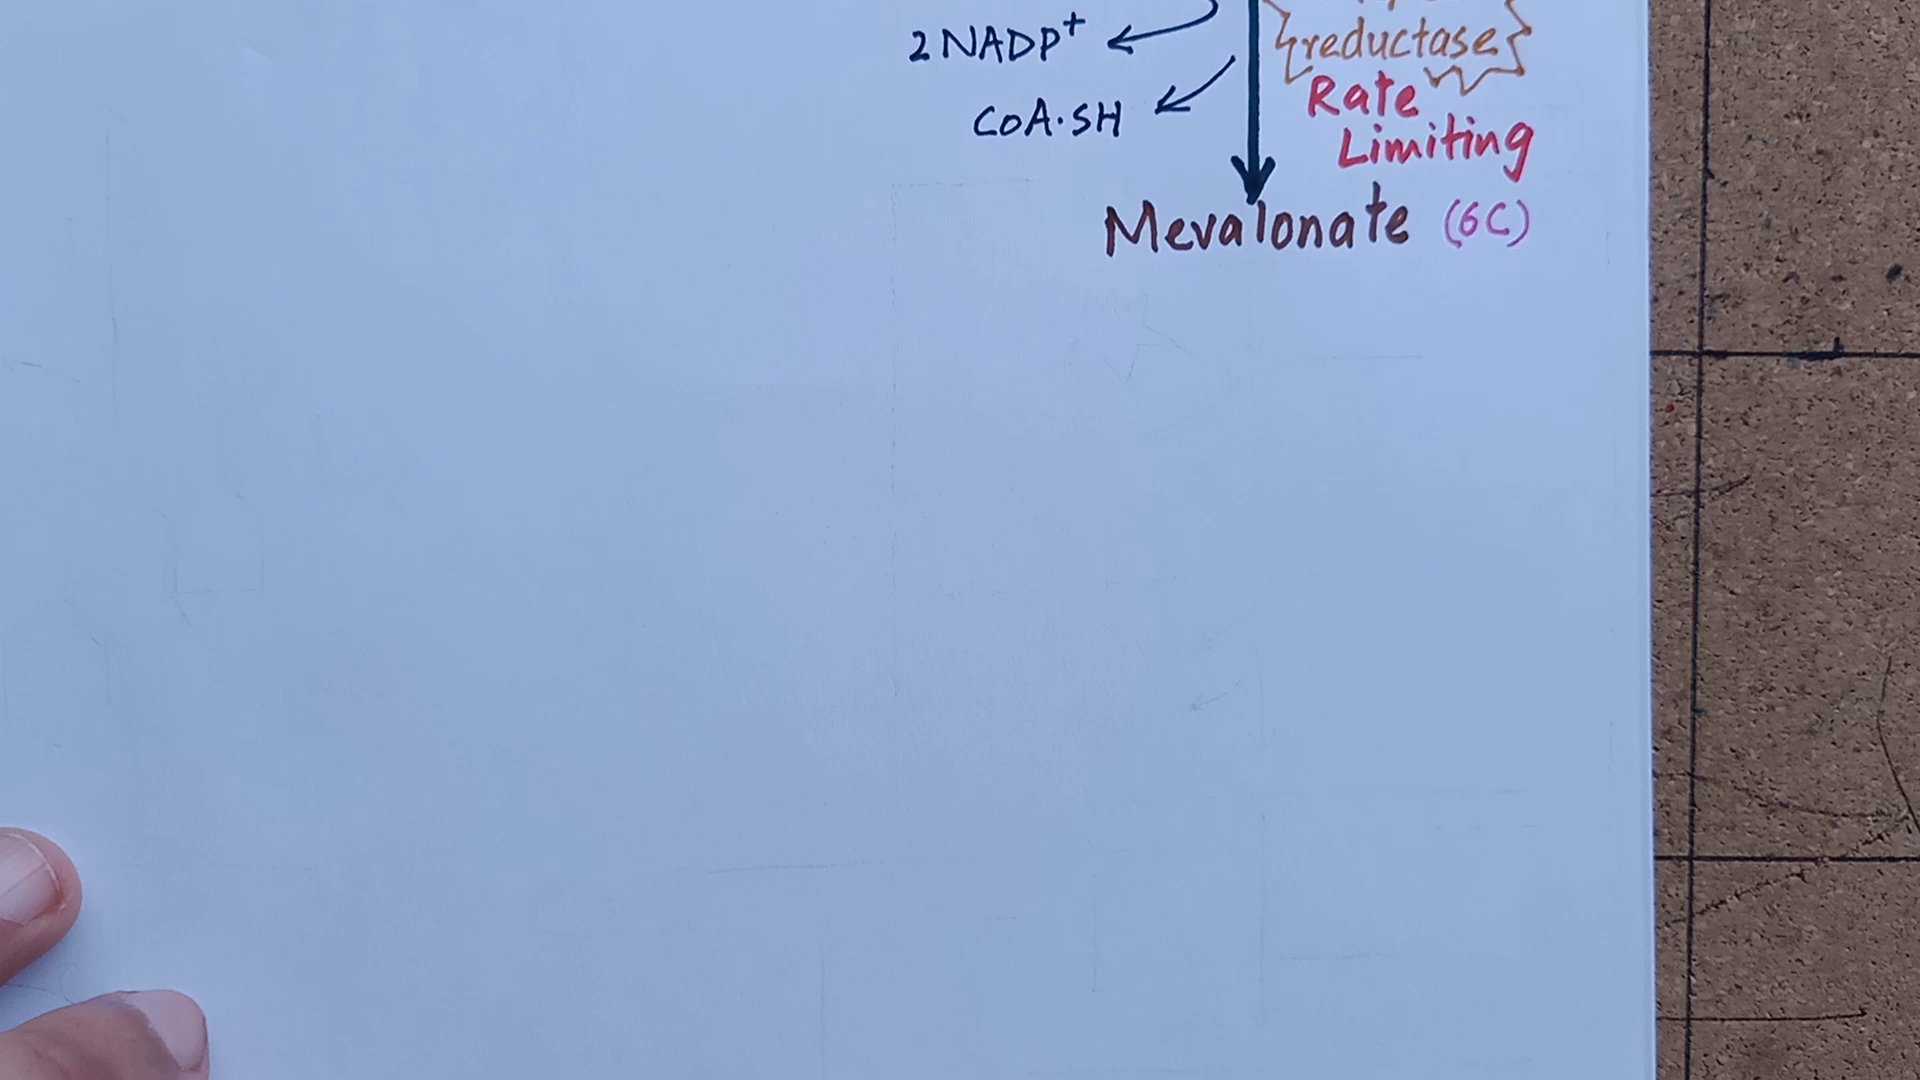 2NADP⁺
reductase
Rate
CoA·SH
Limiting
Mevalonate (6C)